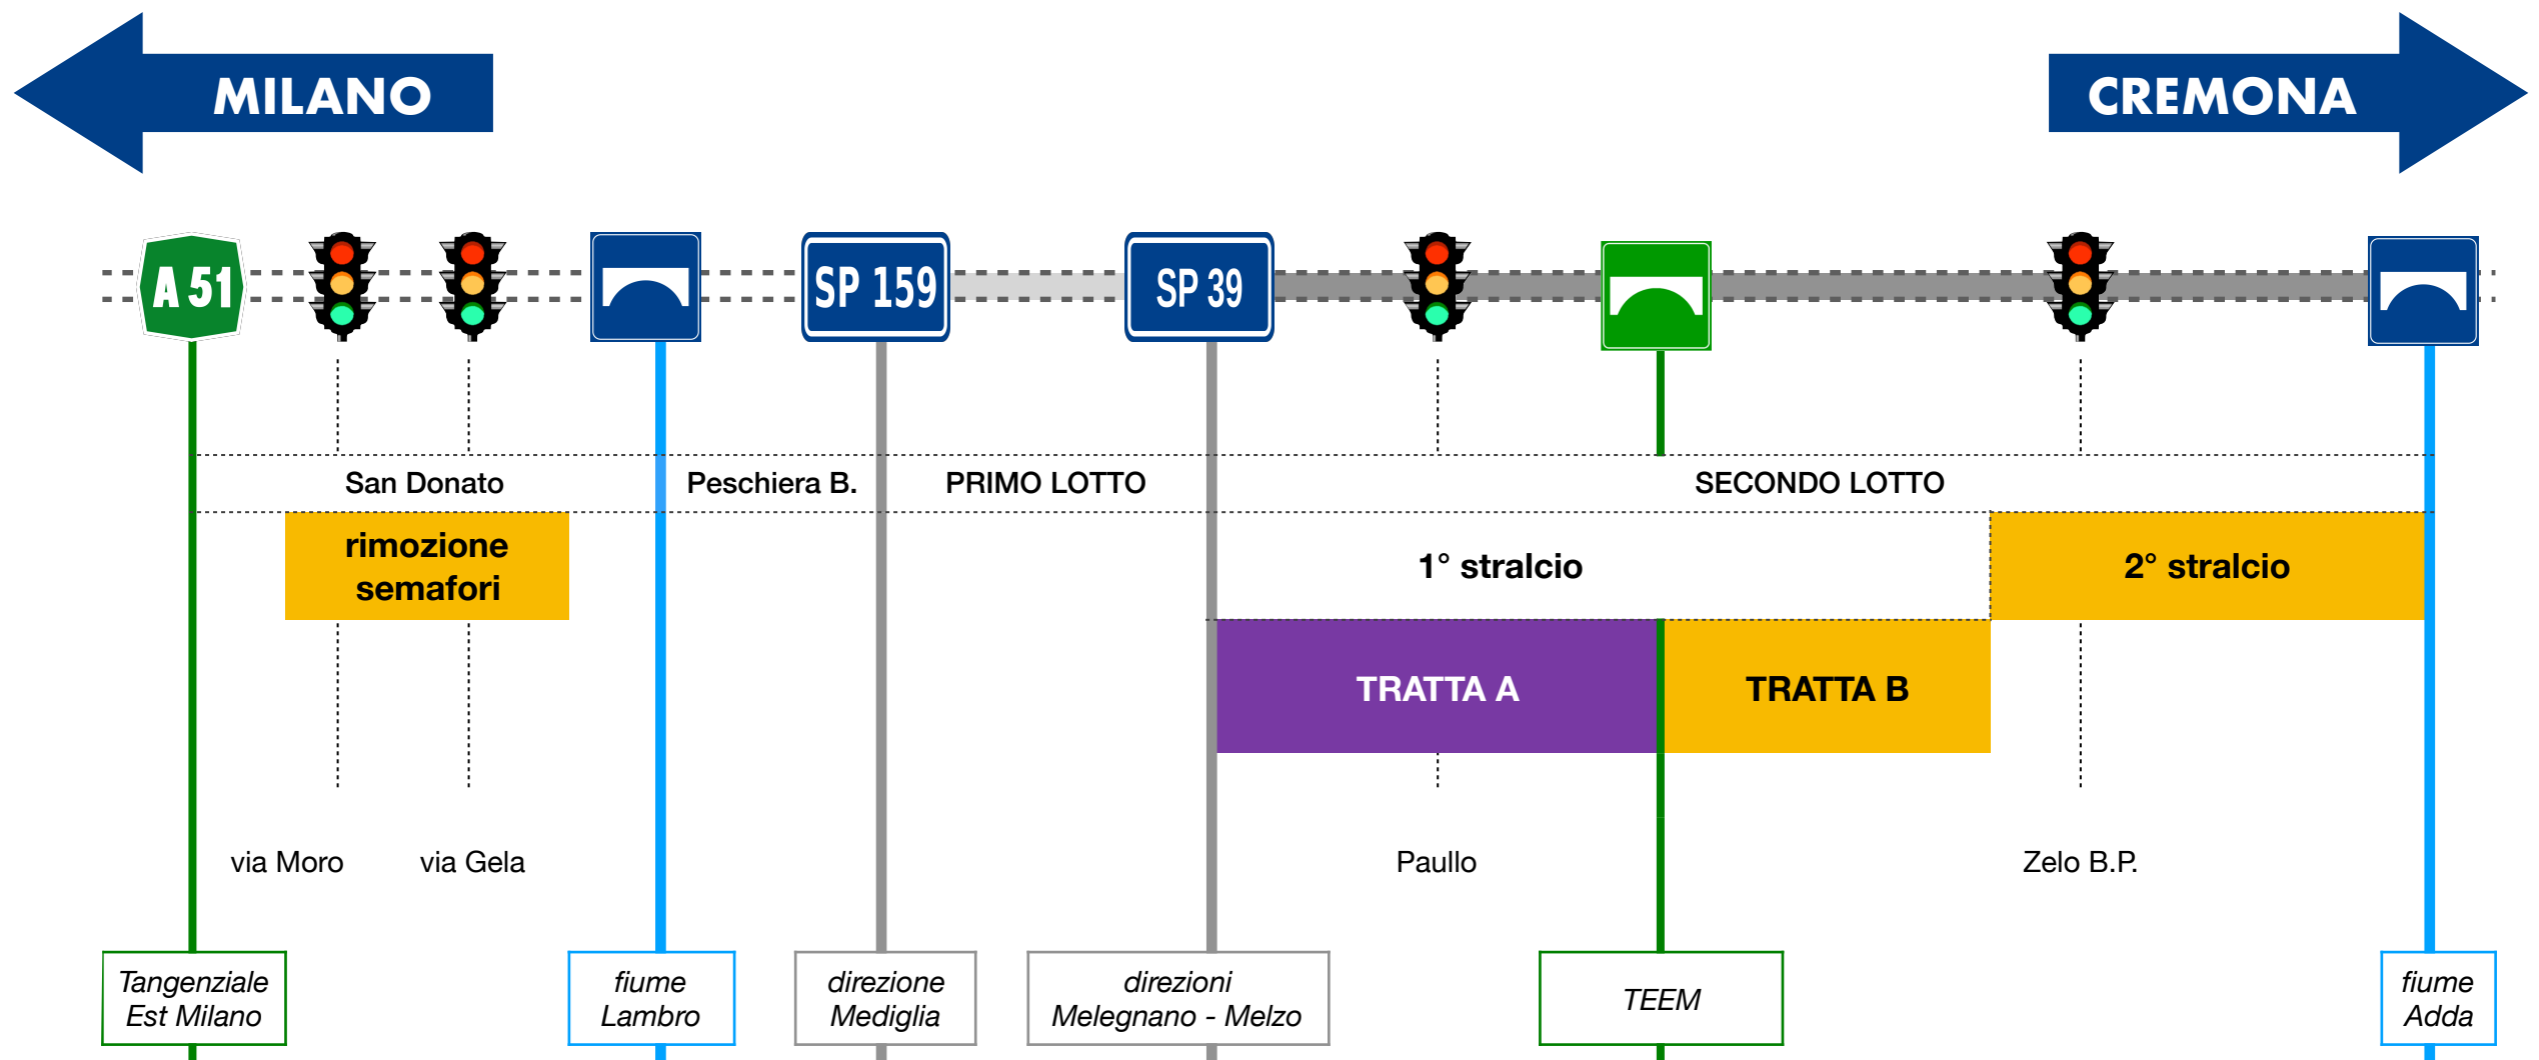 MILANO
CREMONA
A 51
SP 159
SP 39
San Donato
Peschiera B.
PRIMO LOTTO
SECONDO LOTTO
rimozione
semafori
1° stralcio
2° stralcio
TRATTA A
TRATTA B
via Moro
via Gela
Paullo
Zelo B.P.
Tangenziale
Est Milano
fiume
Lambro
direzione
Mediglia
direzioni
Melegnano - Melzo
TEEM
fiume
Adda